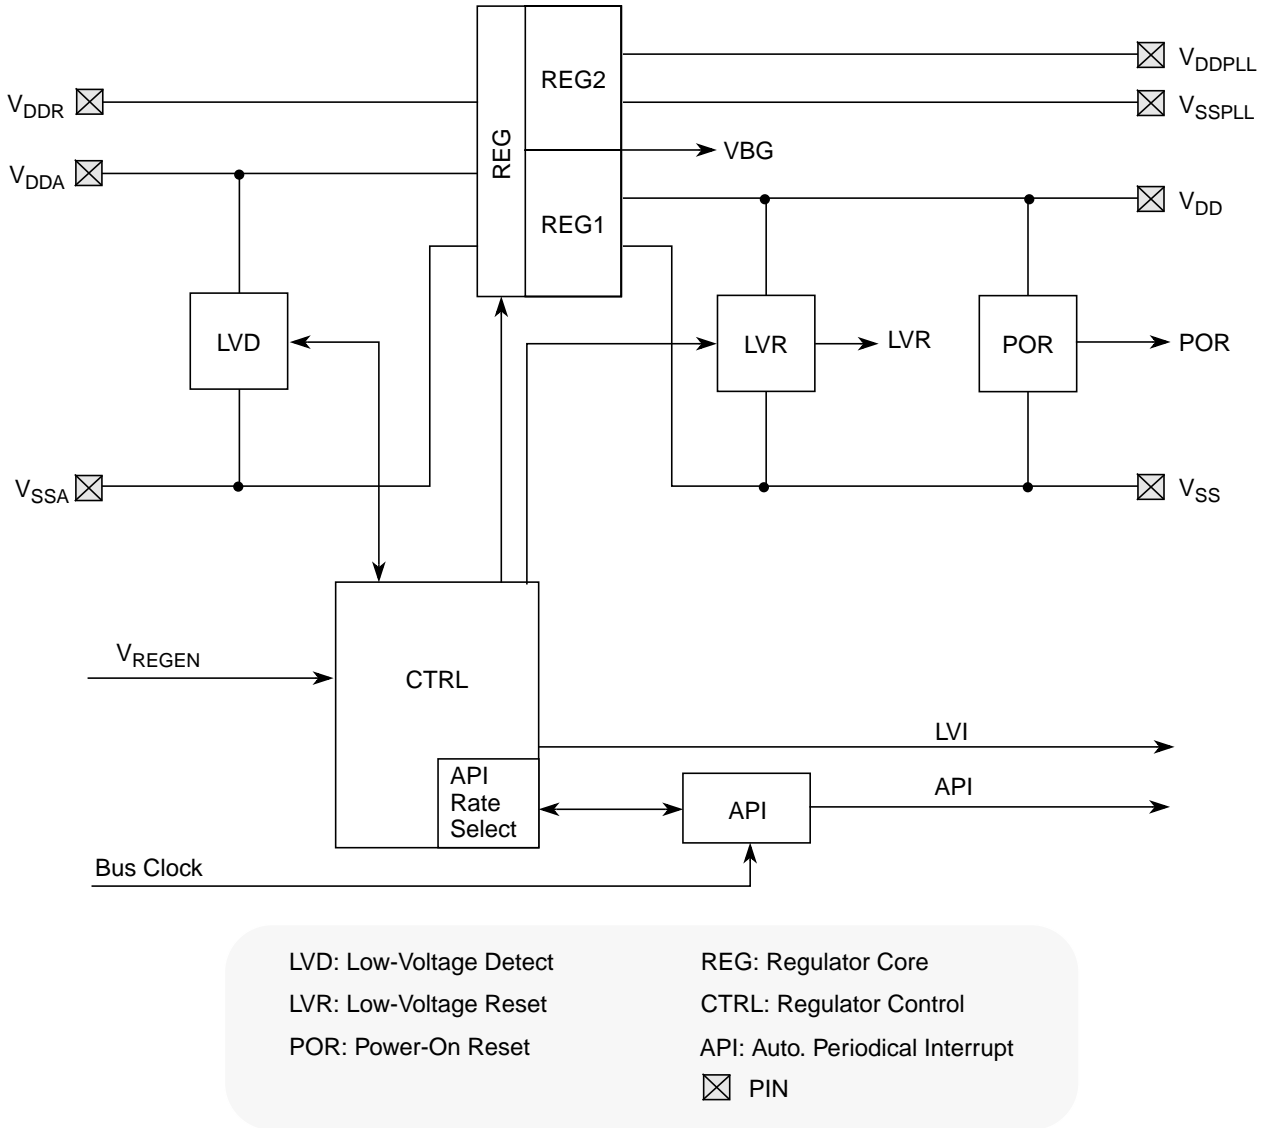 VDDPLL
REG2
VDDR
VSSPLL
REG
VBG
VDDA
VDD
REG1
LVD
LVR
LVR
POR
POR
VSSA
VSS
VREGEN
CTRL
LVI
API
Rate
Select
API
API
Bus Clock
LVD: Low-Voltage Detect
REG: Regulator Core
LVR: Low-Voltage Reset
CTRL: Regulator Control
POR: Power-On Reset
API: Auto. Periodical Interrupt
PIN